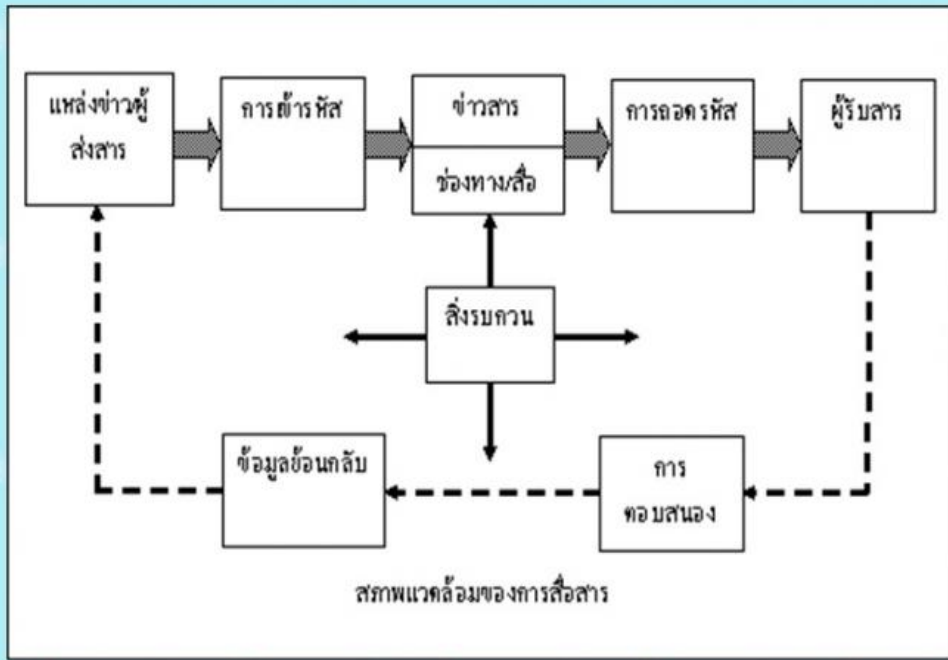 แหล่งข่าวผู้
ส่งสาร
การเข้ารหัส
ข่าวสาร
ช่องทาง/สื่อ
การถอดรหัส
ผู้รับสาร
สิ่งรบกวน
ข้อมูลย้อนกลับ
การ
ตอบสนอง
สภาพแวดล้อมของการสื่อสาร